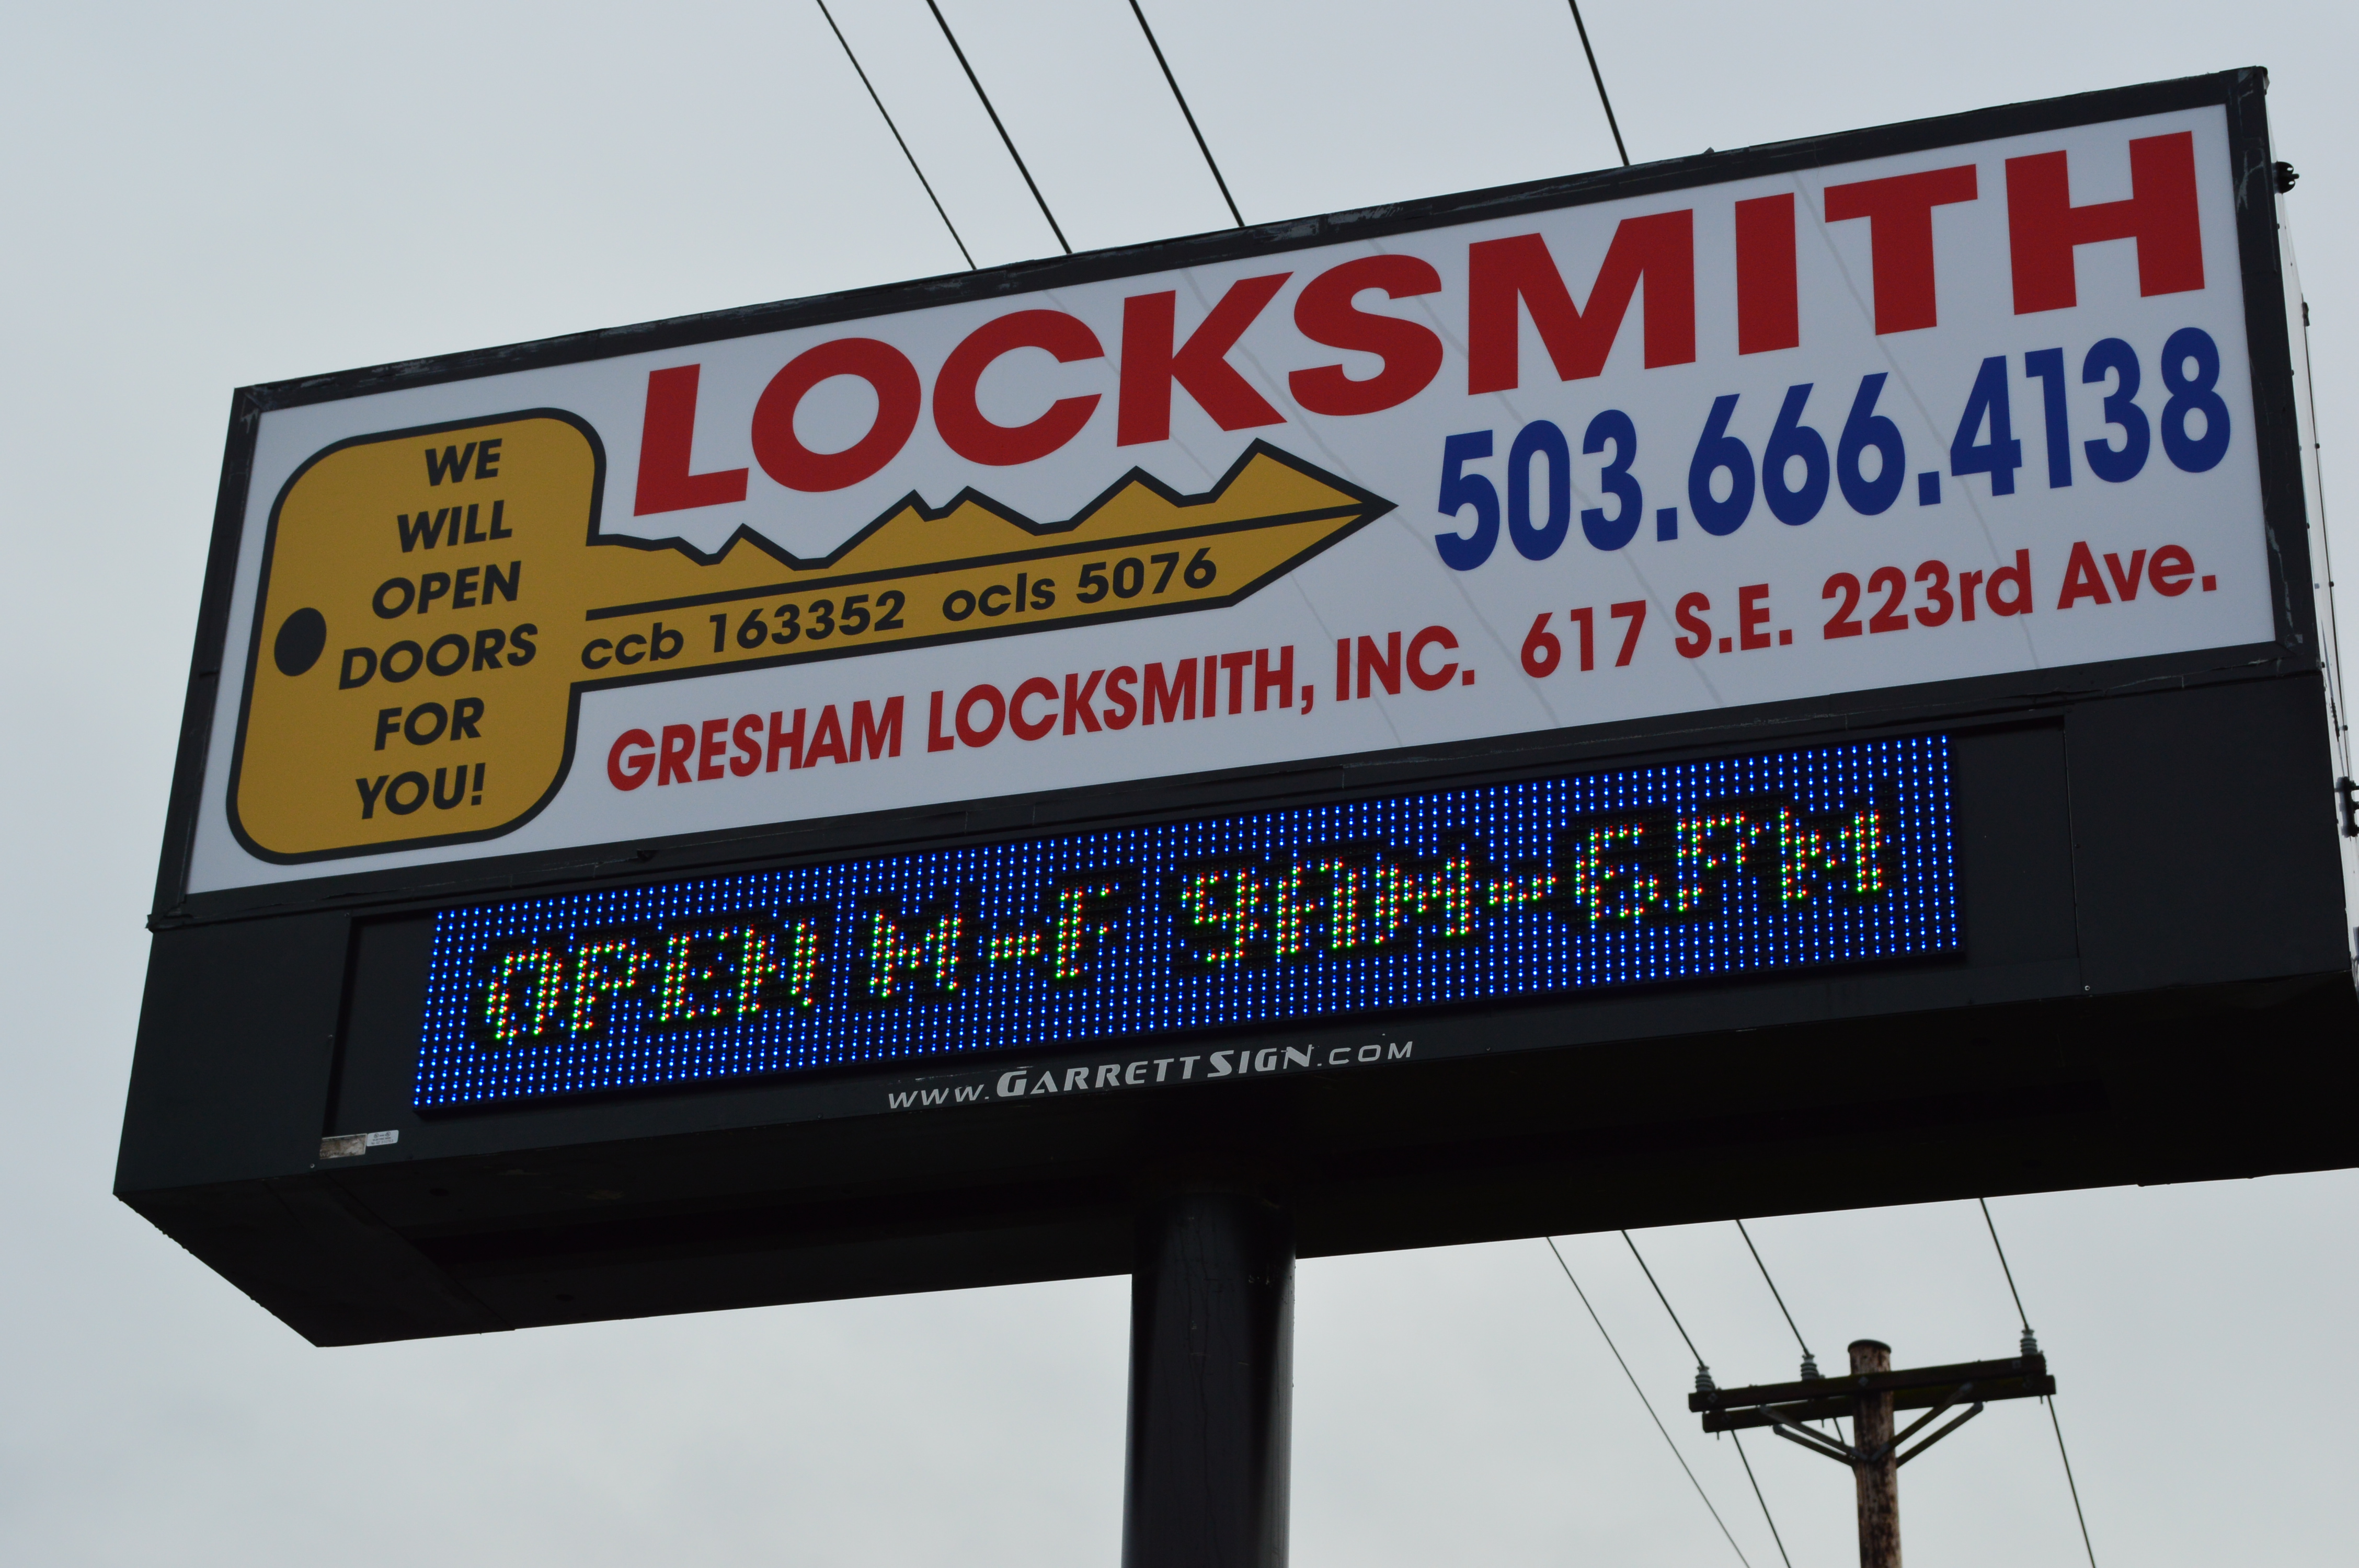 LOCKSMITH
503.666.4138
WE
WILL
OPEN
DOORS
FOR
YOU!
ccb 163352 ocls 5076
GRESHAM LOCKSMITH, INC. 617 S.E. 223rd Ave.
OPEN M-F 9AM-6PM
www.GARRETTSIGN.COM